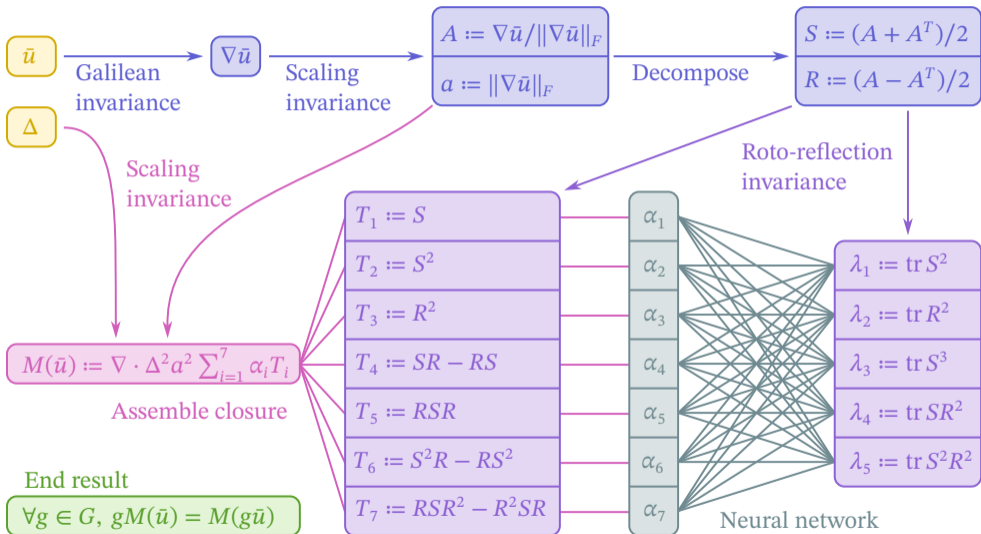 ū
Galilean
invariance
∇ū
Scaling
invariance
A := ∇ū/||∇ū||_F
a := ||∇ū||_F
Decompose
S := (A + A^T)/2
R := (A − A^T)/2
Δ
Scaling
invariance
Roto-reflection
invariance
T_1 := S
T_2 := S^2
T_3 := R^2
T_4 := SR − RS
T_5 := RSR
T_6 := S^2R − RS^2
T_7 := RSR^2 − R^2SR
α_1
α_2
α_3
α_4
α_5
α_6
α_7
λ_1 := tr S^2
λ_2 := tr R^2
λ_3 := tr S^3
λ_4 := tr SR^2
λ_5 := tr S^2R^2
M(ū) := ∇ · Δ^2a^2 ∑_{i=1}^7 α_iT_i
Assemble closure
End result
∀g ∈ G, gM(ū) = M(gū)
Neural network